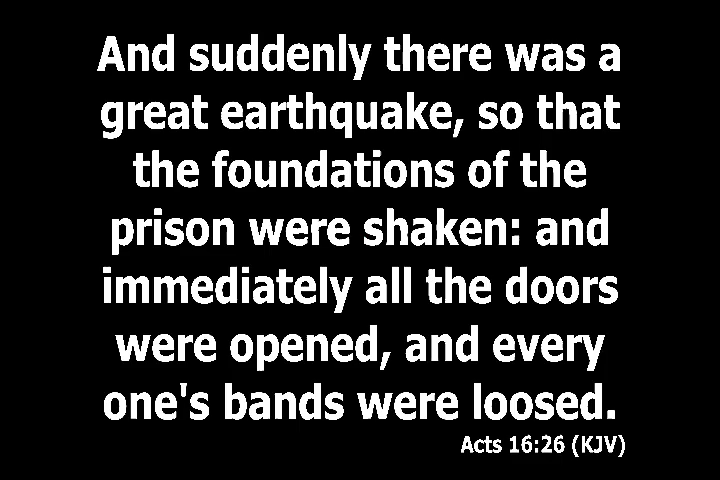 And suddenly there was a
great earthquake, so that
the foundations of the
prison were shaken: and
immediately all the doors
were opened, and every
one's bands were loosed.
Acts 16:26 (KJV)